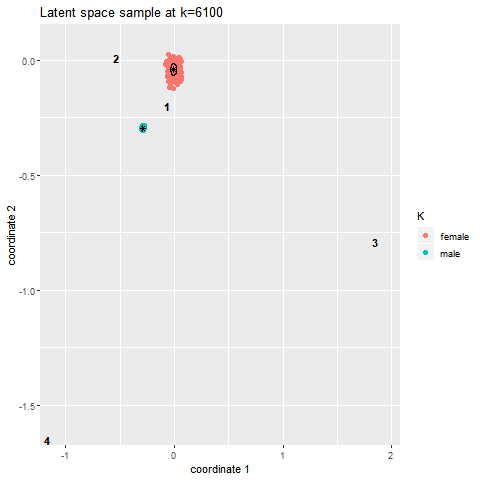 Latent space sample at k=6100
0.0
-0.5
-1.0
-1.5
coordinate 2
2
1
3
4
-1
0
1
2
coordinate 1
K
female
male